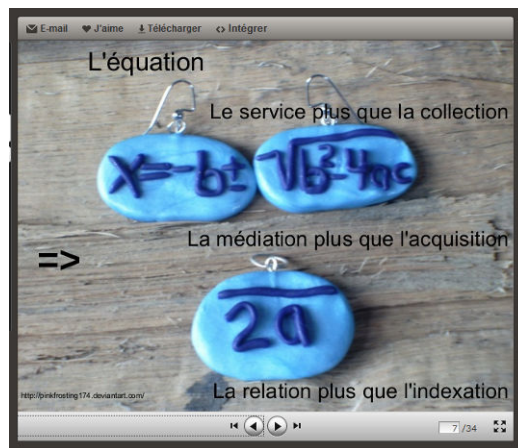 E-mail J'aime Télécharger Intégrer
L'équation
Le service plus que la collection
x=-b± √b²-4ac
La médiation plus que l'acquisition
=>
2a
http://pinkfrosting174.deviantart.com/
La relation plus que l'indexation
7 /34